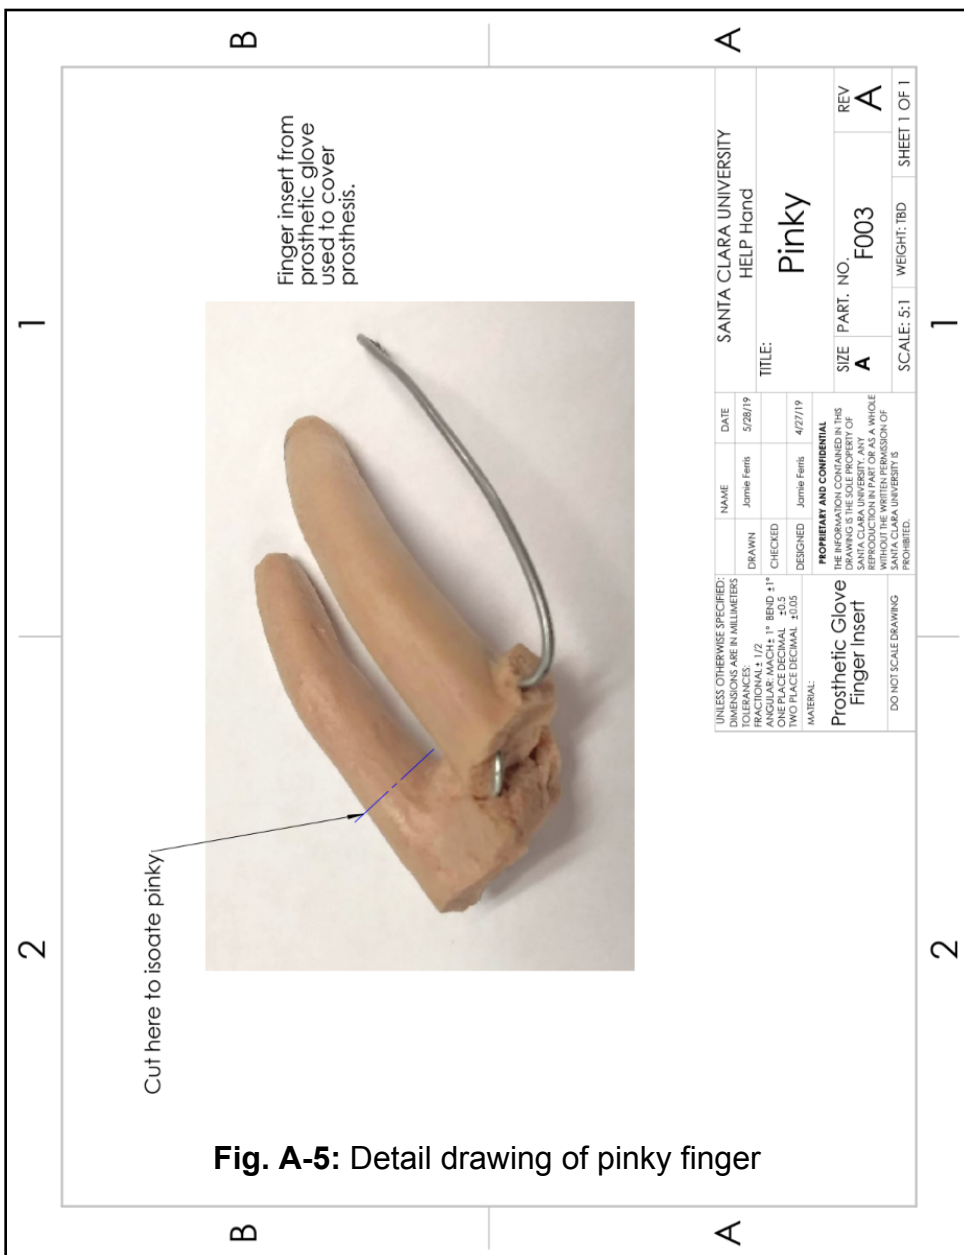 2
1
B
A
Cut here to isoate pinky
Finger insert from
prosthetic glove
used to cover
prosthesis.
UNLESS OTHERWISE SPECIFIED:
DIMENSIONS ARE IN MILLIMETERS
TOLERANCES:
FRACTIONAL± 1/2
ANGULAR: MACH± 1° BEND ±1°
ONE PLACE DECIMAL ±0.5
TWO PLACE DECIMAL ±0.05
MATERIAL:
Prosthetic Glove
Finger Insert
DO NOT SCALE DRAWING
NAME DATE
DRAWN Jamie Ferris 5/28/19
CHECKED
DESIGNED Jamie Ferris 4/27/19
PROPRIETARY AND CONFIDENTIAL
THE INFORMATION CONTAINED IN THIS
DRAWING IS THE SOLE PROPERTY OF
SANTA CLARA UNIVERSITY. ANY
REPRODUCTION IN PART OR AS A WHOLE
WITHOUT THE WRITTEN PERMISSION OF
SANTA CLARA UNIVERSITY IS
PROHIBITED.
SANTA CLARA UNIVERSITY
HELP Hand
TITLE:
Pinky
SIZE PART. NO. REV
A F003 A
SCALE: 5:1 WEIGHT: TBD SHEET 1 OF 1
B
A
2
1
Fig. A-5: Detail drawing of pinky finger